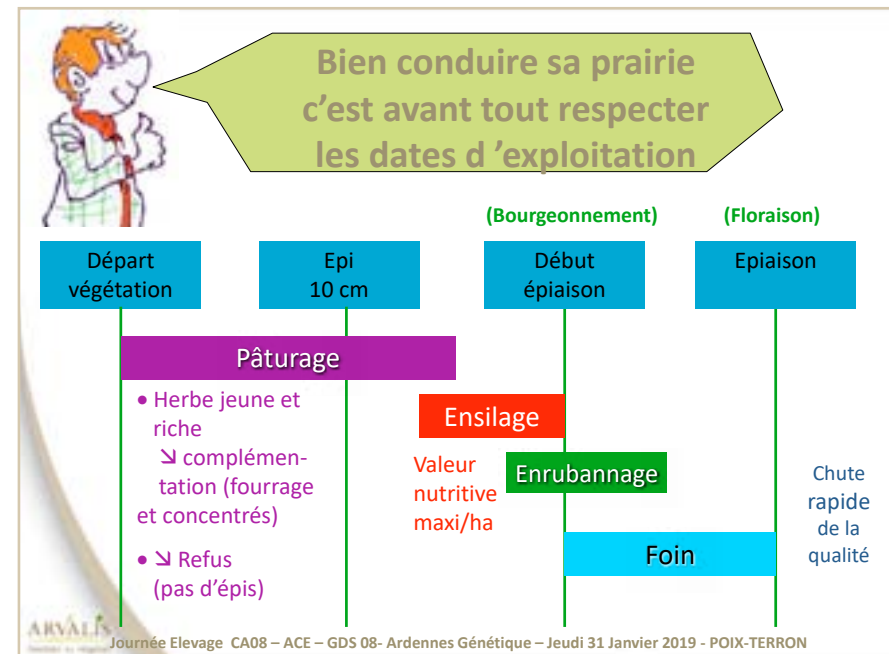 Bien conduire sa prairie
c’est avant tout respecter
les dates d ’exploitation
(Bourgeonnement)
(Floraison)
Départ
végétation
Epi
10 cm
Début
épiaison
Epiaison
Pâturage
• Herbe jeune et
riche
↘ complémen-
tation (fourrage
et concentrés)
• ↘ Refus
(pas d’épis)
Ensilage
Valeur
nutritive
maxi/ha
Enrubannage
Foin
Chute
rapide
de la
qualité
ARVALIS
Journée Elevage CA08 – ACE – GDS 08- Ardennes Génétique – Jeudi 31 Janvier 2019 - POIX-TERRON